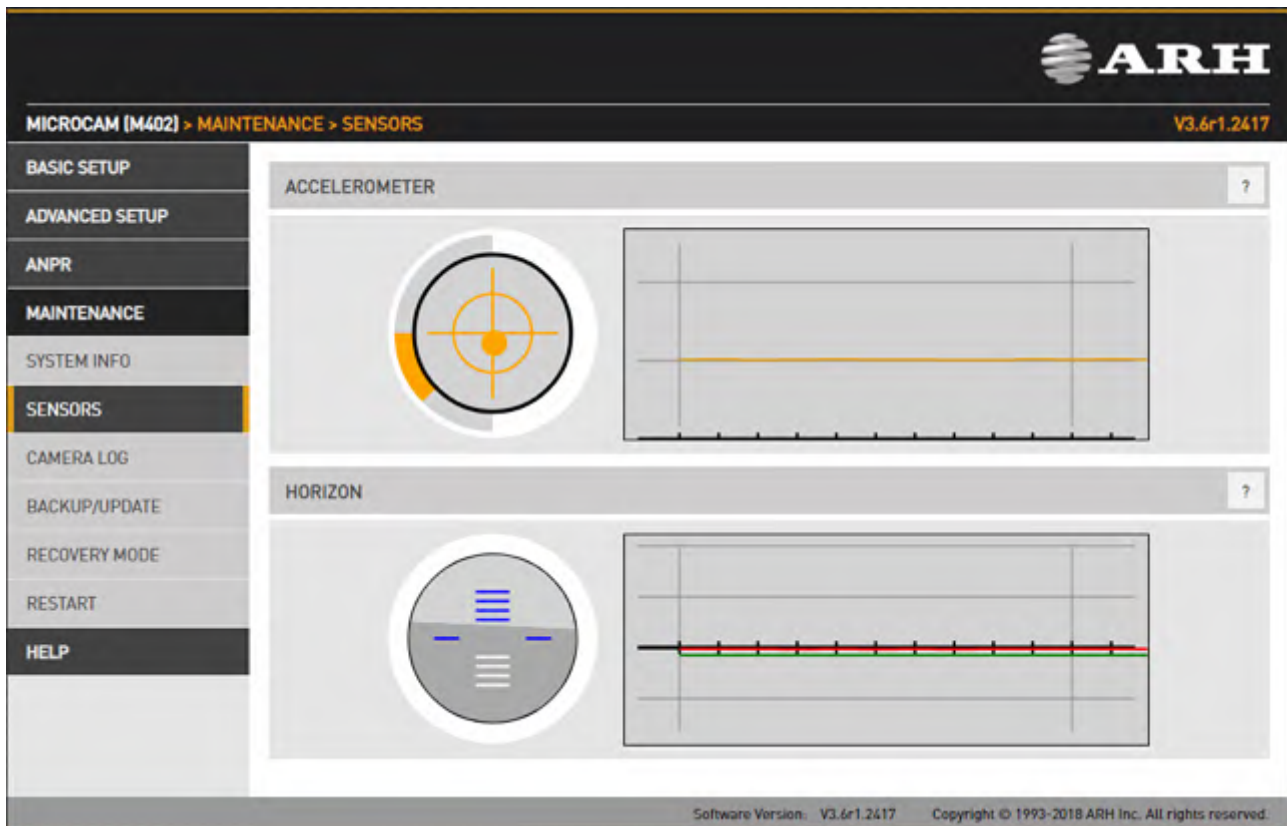 ARH
MICROCAM (M402) > MAINTENANCE > SENSORS
V3.6r1.2417
BASIC SETUP
ADVANCED SETUP
ANPR
MAINTENANCE
SYSTEM INFO
SENSORS
CAMERA LOG
BACKUP/UPDATE
RECOVERY MODE
RESTART
HELP
ACCELEROMETER
?
HORIZON
?
Software Version: V3.6r1.2417 Copyright © 1993-2018 ARH Inc. All rights reserved.